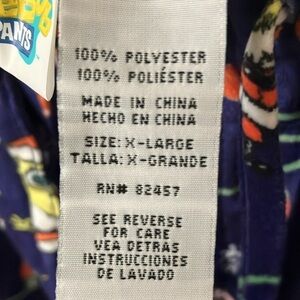 PANTS
100% POLYESTER
100% POLIÉSTER
MADE IN CHINA
HECHO EN CHINA
SIZE: X-LARGE
TALLA: X-GRANDE
RN# 82457
SEE REVERSE
FOR CARE
VEA DETRAS
INSTRUCCIONES
DE LAVADO